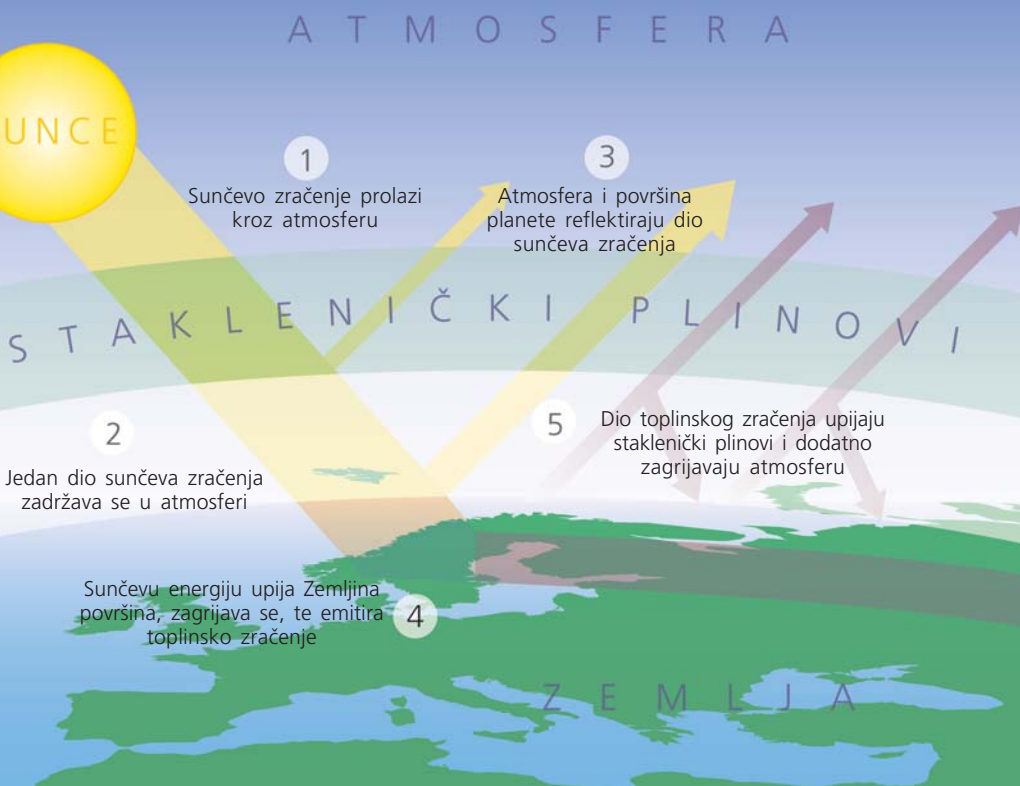 ATMOSFERA
UNCE
1
Sunčevo zračenje prolazi
kroz atmosferu
3
Atmosfera i površina
planete reflektiraju dio
sunčeva zračenja
STAKLENIČKI PLINOVI
2
Jedan dio sunčeva zračenja
zadržava se u atmosferi
5
Dio toplinskog zračenja upijaju
staklenički plinovi i dodatno
zagrijavaju atmosferu
4
Sunčevu energiju upija Zemljina
površina, zagrijava se, te emitira
toplinsko zračenje
ZEMLJA